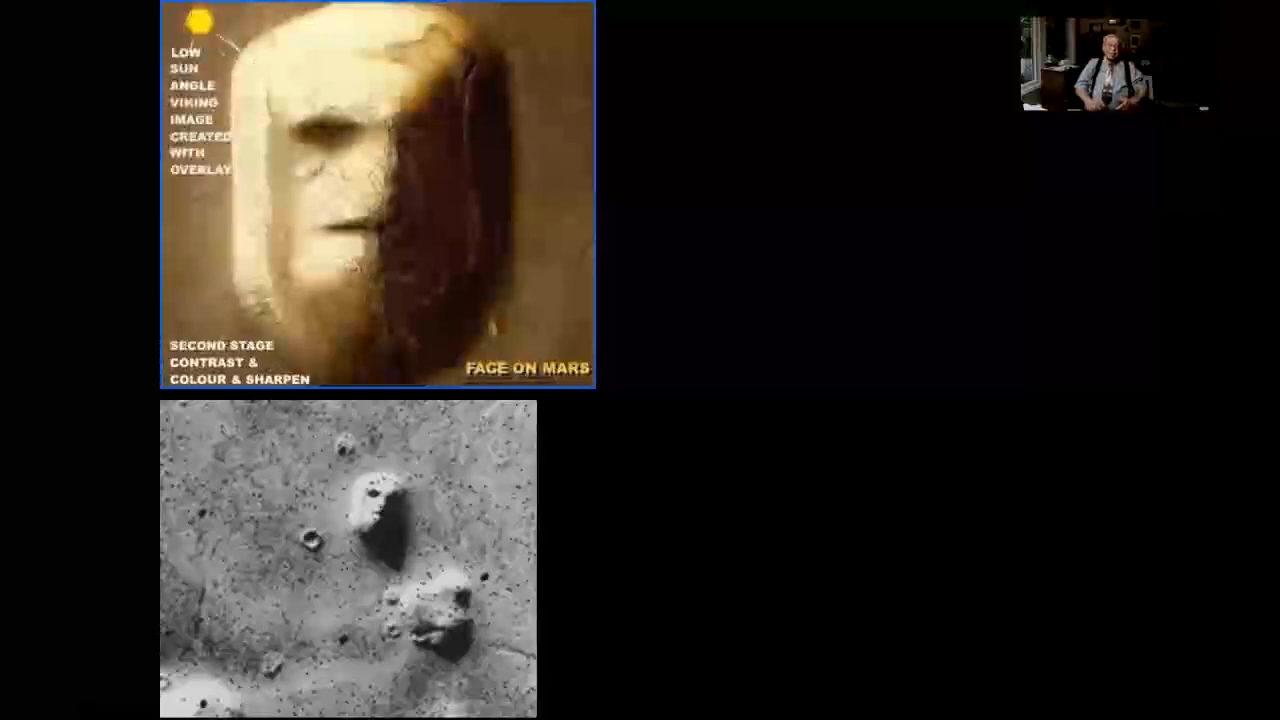 LOW
SUN
ANGLE
VIKING
IMAGE
CREATED
WITH
OVERLAY
SECOND STAGE
CONTRAST &
COLOUR & SHARPEN
FACE ON MARS